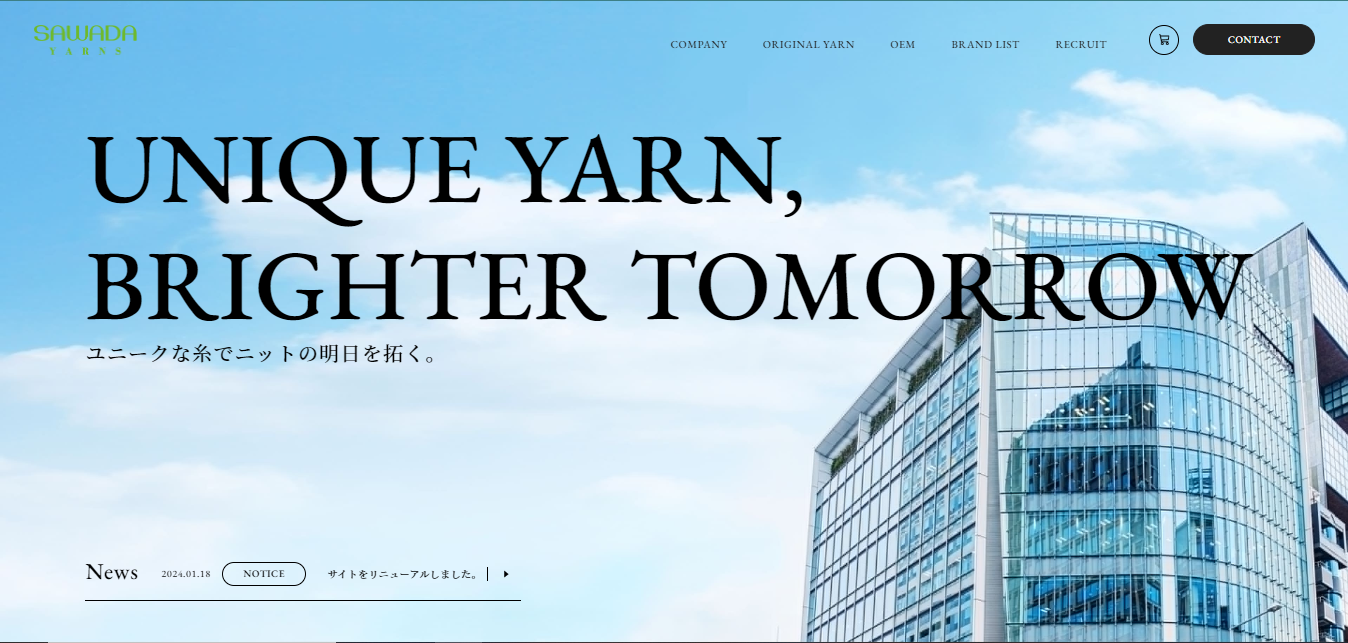 SAWADA
YARNS
COMPANY ORIGINAL YARN OEM BRAND LIST RECRUIT CONTACT
UNIQUE YARN,
BRIGHTER TOMORROW
ユニークな糸でニットの明日を拓く。
News 2024.01.18 NOTICE サイトをリニューアルしました。